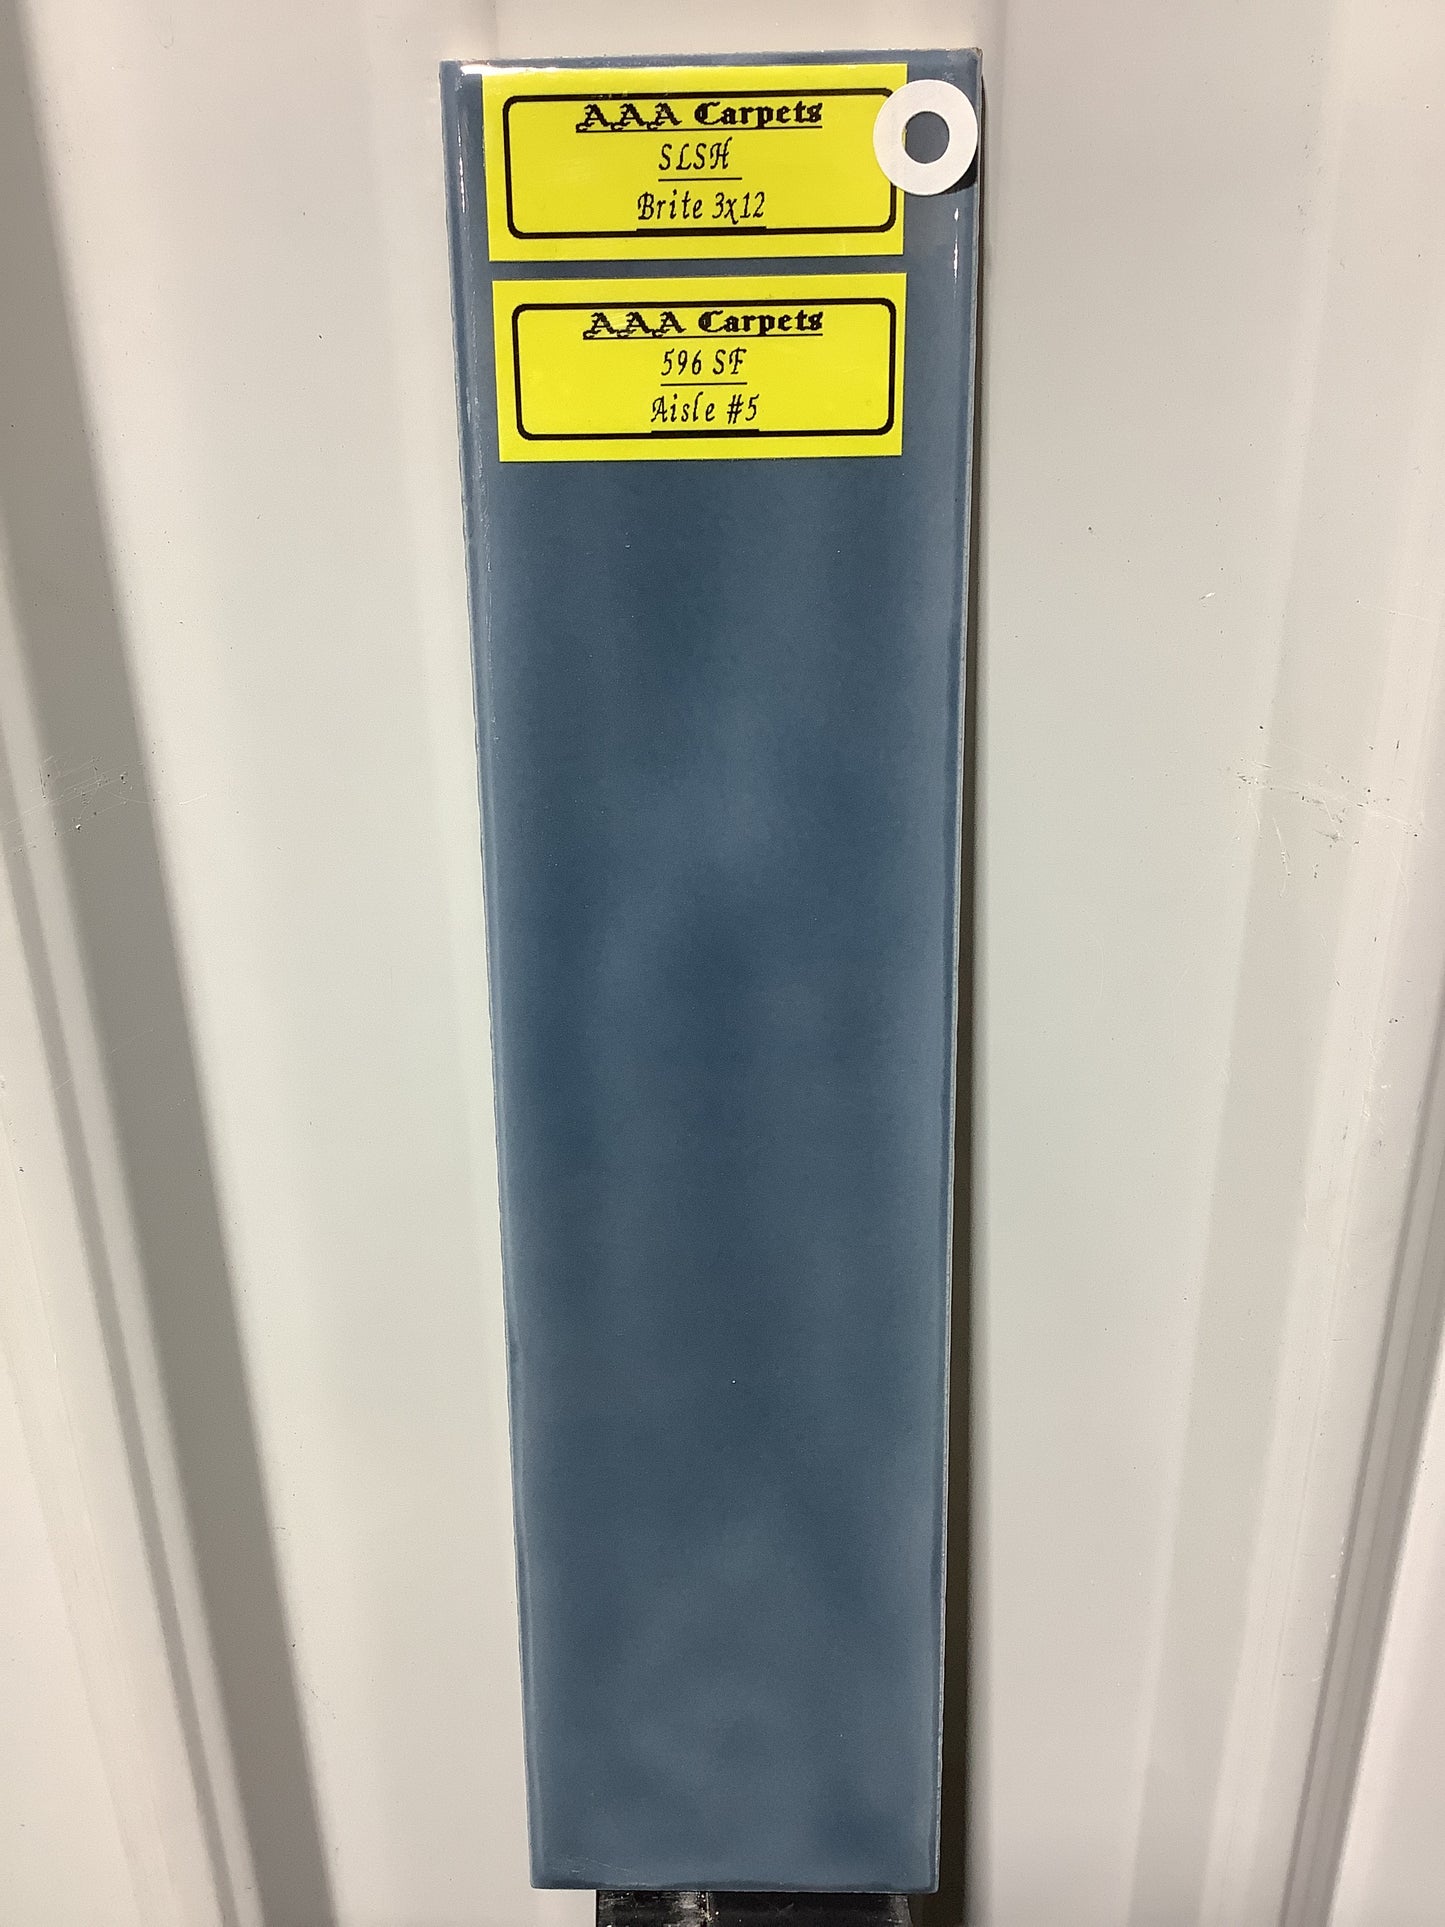 AAA Carpets
SLSH
Brite 3x12
AAA Carpets
596 SF
Aisle #5